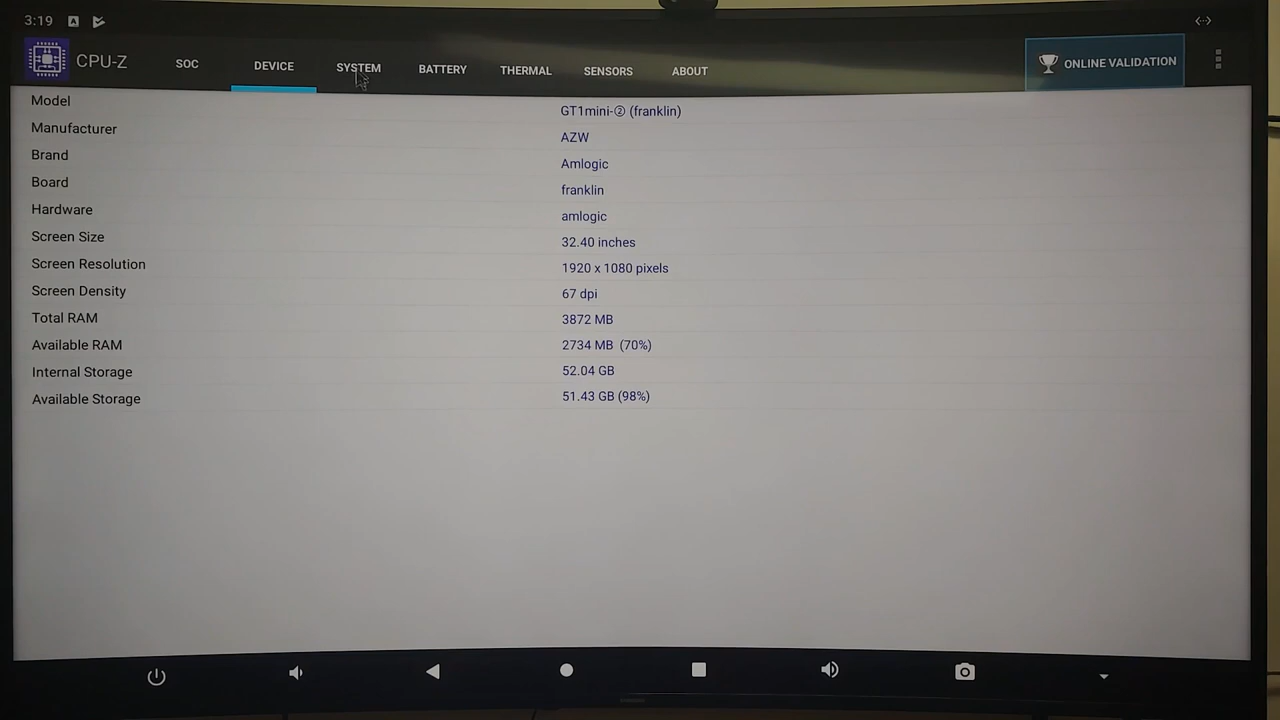 3:19
CPU-Z SOC DEVICE SYSTEM BATTERY THERMAL SENSORS ABOUT ONLINE VALIDATION
Model GT1mini-② (franklin)
Manufacturer AZW
Brand Amlogic
Board franklin
Hardware amlogic
Screen Size 32.40 inches
Screen Resolution 1920 x 1080 pixels
Screen Density 67 dpi
Total RAM 3872 MB
Available RAM 2734 MB (70%)
Internal Storage 52.04 GB
Available Storage 51.43 GB (98%)